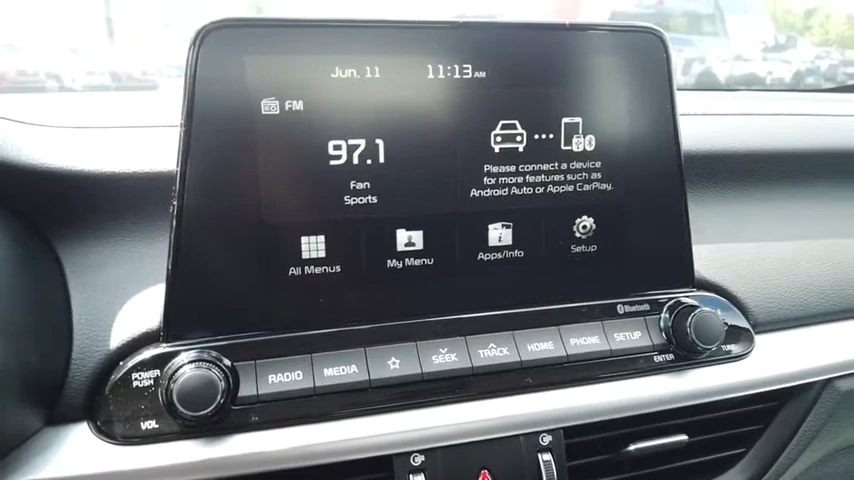 Jun. 11 11:13 AM
FM
97.1
Fan
Sports
Please connect a device
for more features such as
Android Auto or Apple CarPlay.
All Menus My Menu Apps/Info Setup
Bluetooth
POWER
PUSH
VOL
RADIO MEDIA SEEK TRACK HOME PHONE SETUP
ENTER
TUNE